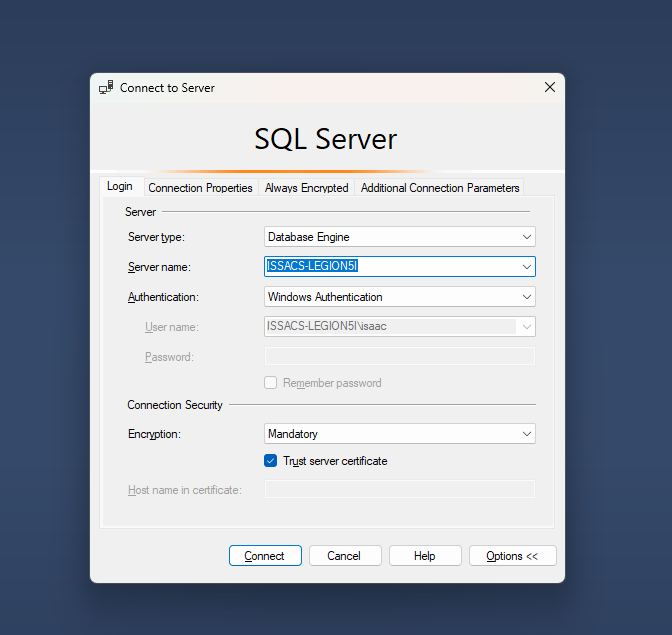 Connect to Server
SQL Server
Login Connection Properties Always Encrypted Additional Connection Parameters
Server
Server type: Database Engine
Server name: ISSACS-LEGION5I
Authentication: Windows Authentication
User name: ISSACS-LEGION5I\isaac
Password:
Remember password
Connection Security
Encryption: Mandatory
Trust server certificate
Host name in certificate:
Connect Cancel Help Options <<